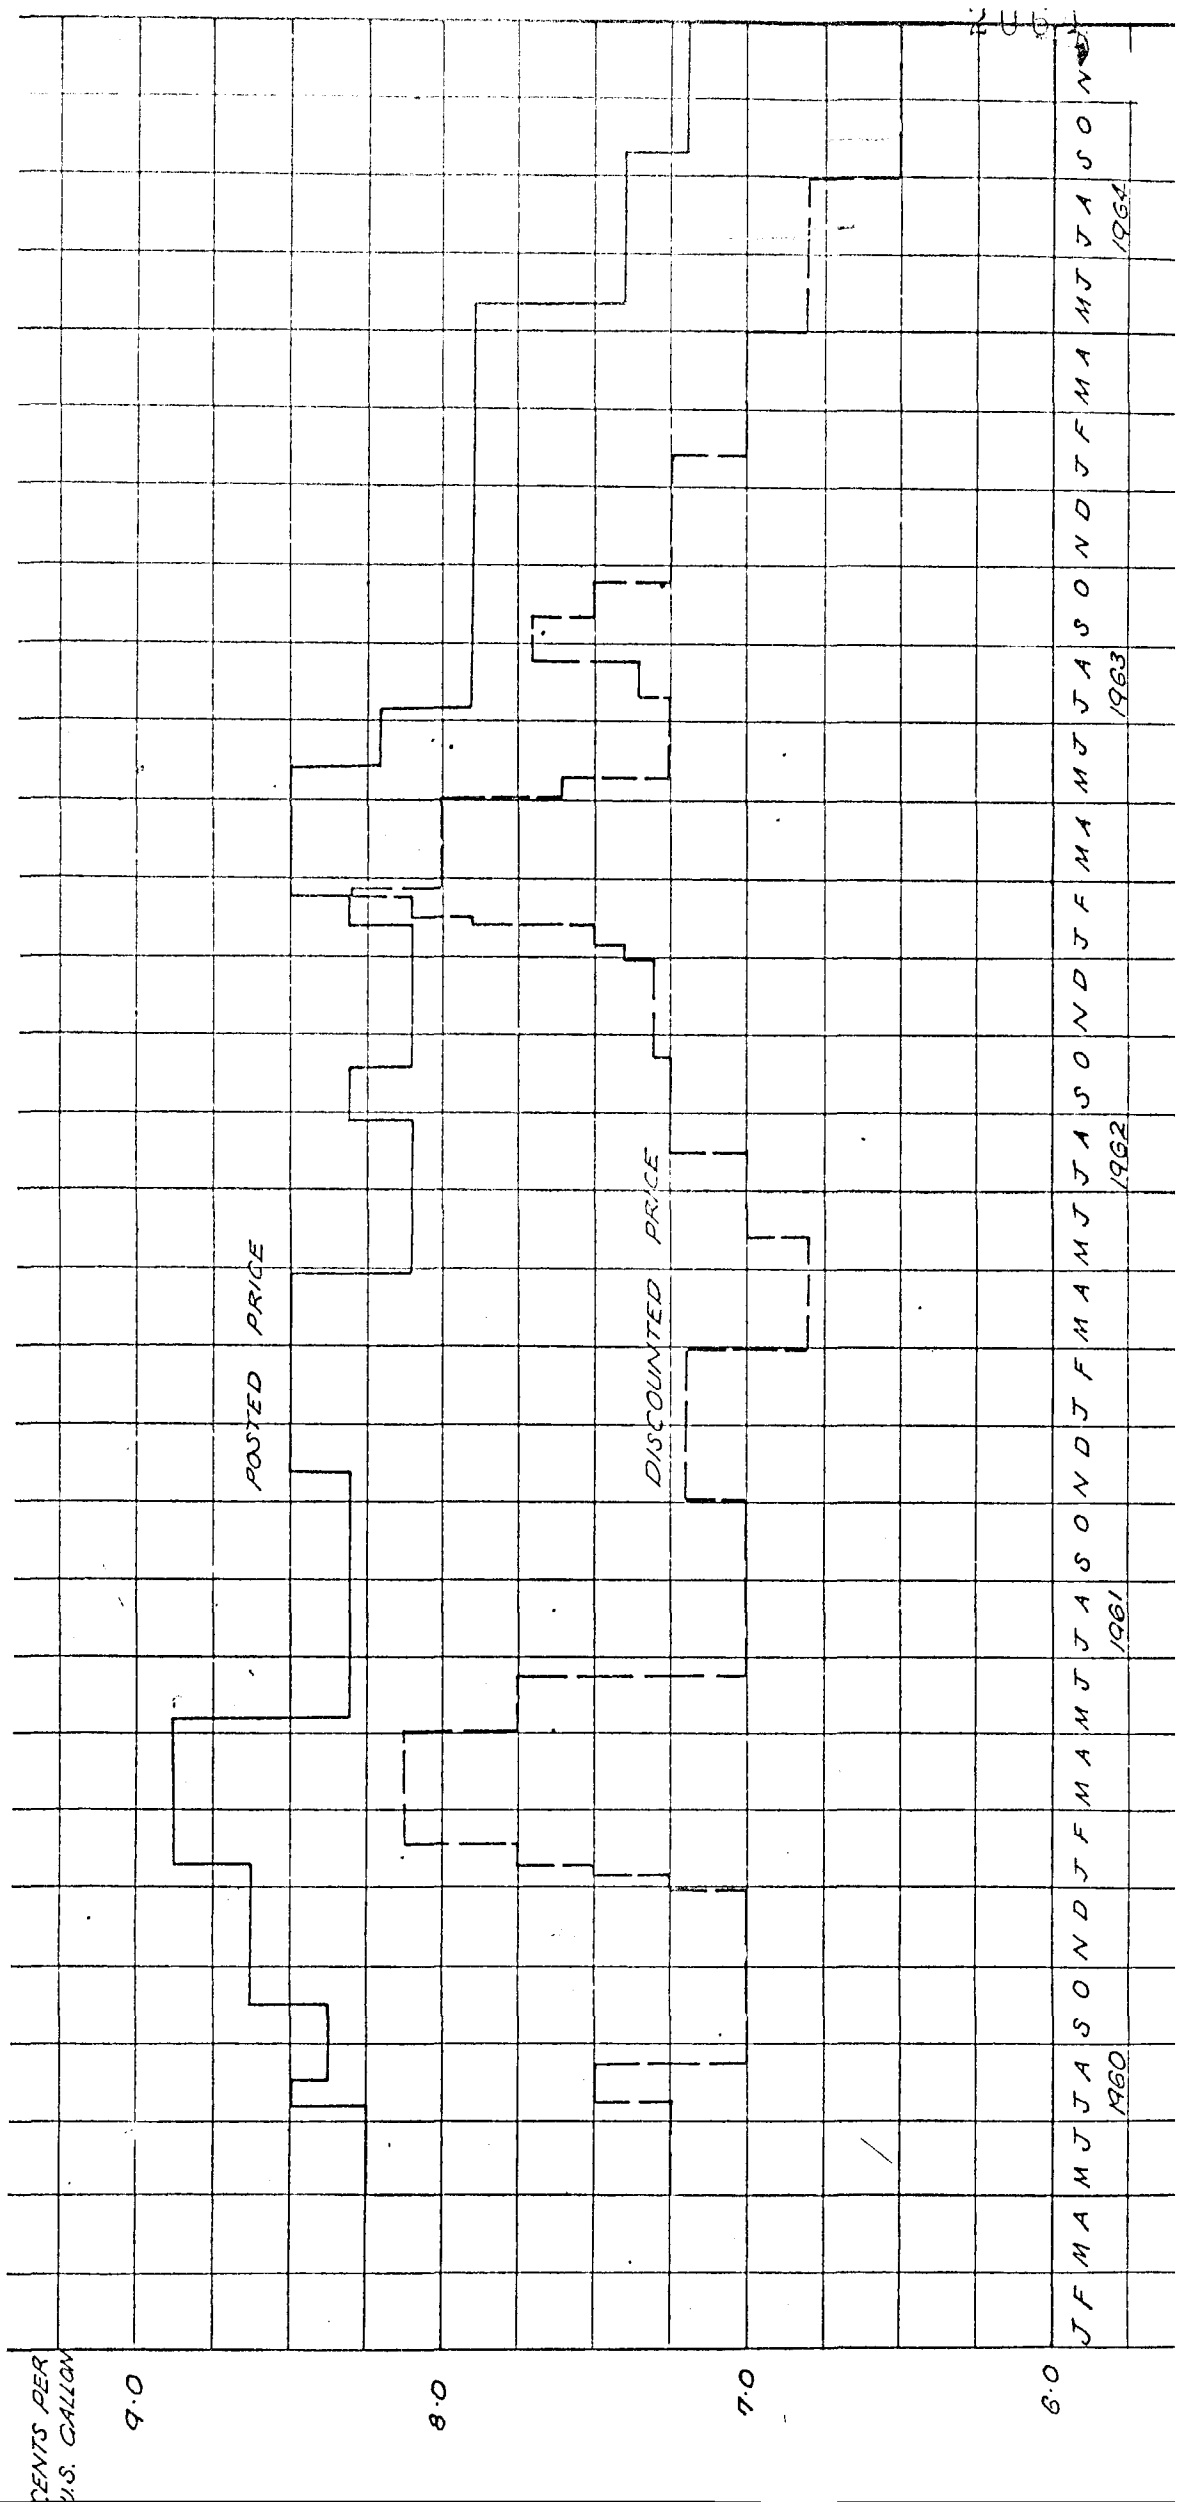 CENTS PER
U.S. GALLON
9.0
8.0
7.0
6.0
POSTED PRICE
DISCOUNTED PRICE
J F M A M J J A S O N D J F M A M J J A S O N D J F M A M J J A S O N D J F M A M J J A S O N D J F M A M J J A S O N D
1960 1961 1962 1963 1964